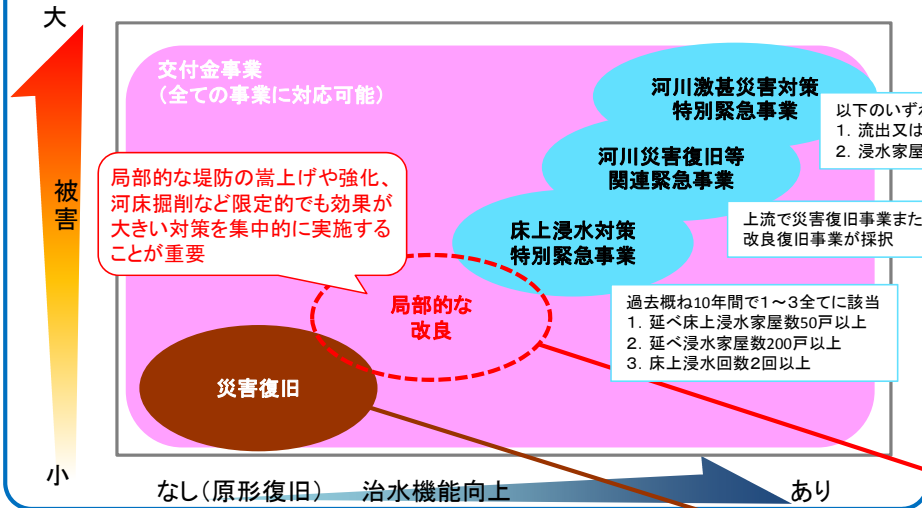 大
交付金事業
(全ての事業に対応可能)
河川激甚災害対策
特別緊急事業
以下のいず
1. 流出又は
2. 浸水家屋
河川災害復旧等
関連緊急事業
局部的な堤防の嵩上げや強化、
河床掘削など限定的でも効果が
大きい対策を集中的に実施する
ことが重要
被害
床上浸水対策
特別緊急事業
上流で災害復旧事業また
改良復旧事業が採択
局部的な
改良
過去概ね10年間で1～3全てに該当
1. 延べ床上浸水家屋数50戸以上
2. 延べ浸水家屋数200戸以上
3. 床上浸水回数2回以上
災害復旧
小
なし(原形復旧) 治水機能向上 あり